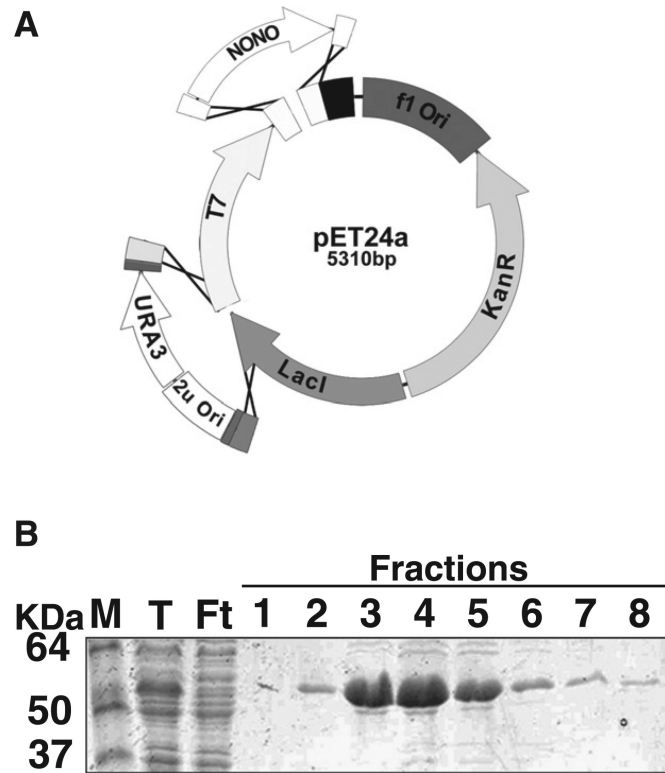 A
NONO
f1 Ori
T7
pET24a
5310bp
KanR
URA3
2u Ori
LacI
B
Fractions
KDa M T Ft 1 2 3 4 5 6 7 8
64
50
37